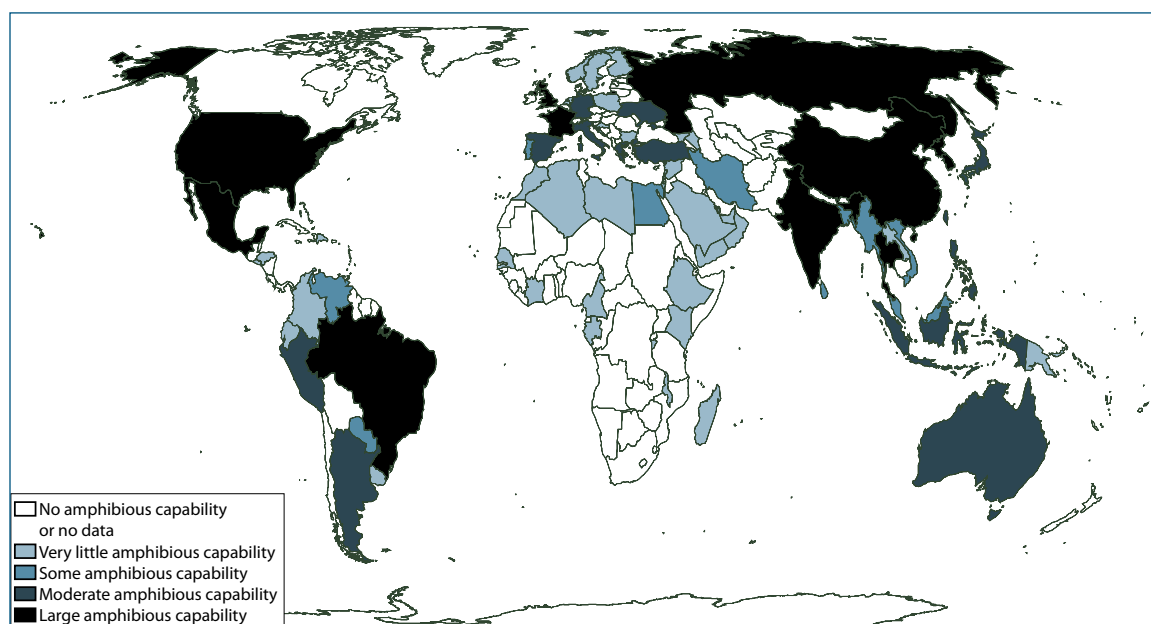 No amphibious capability
or no data
Very little amphibious capability
Some amphibious capability
Moderate amphibious capability
Large amphibious capability